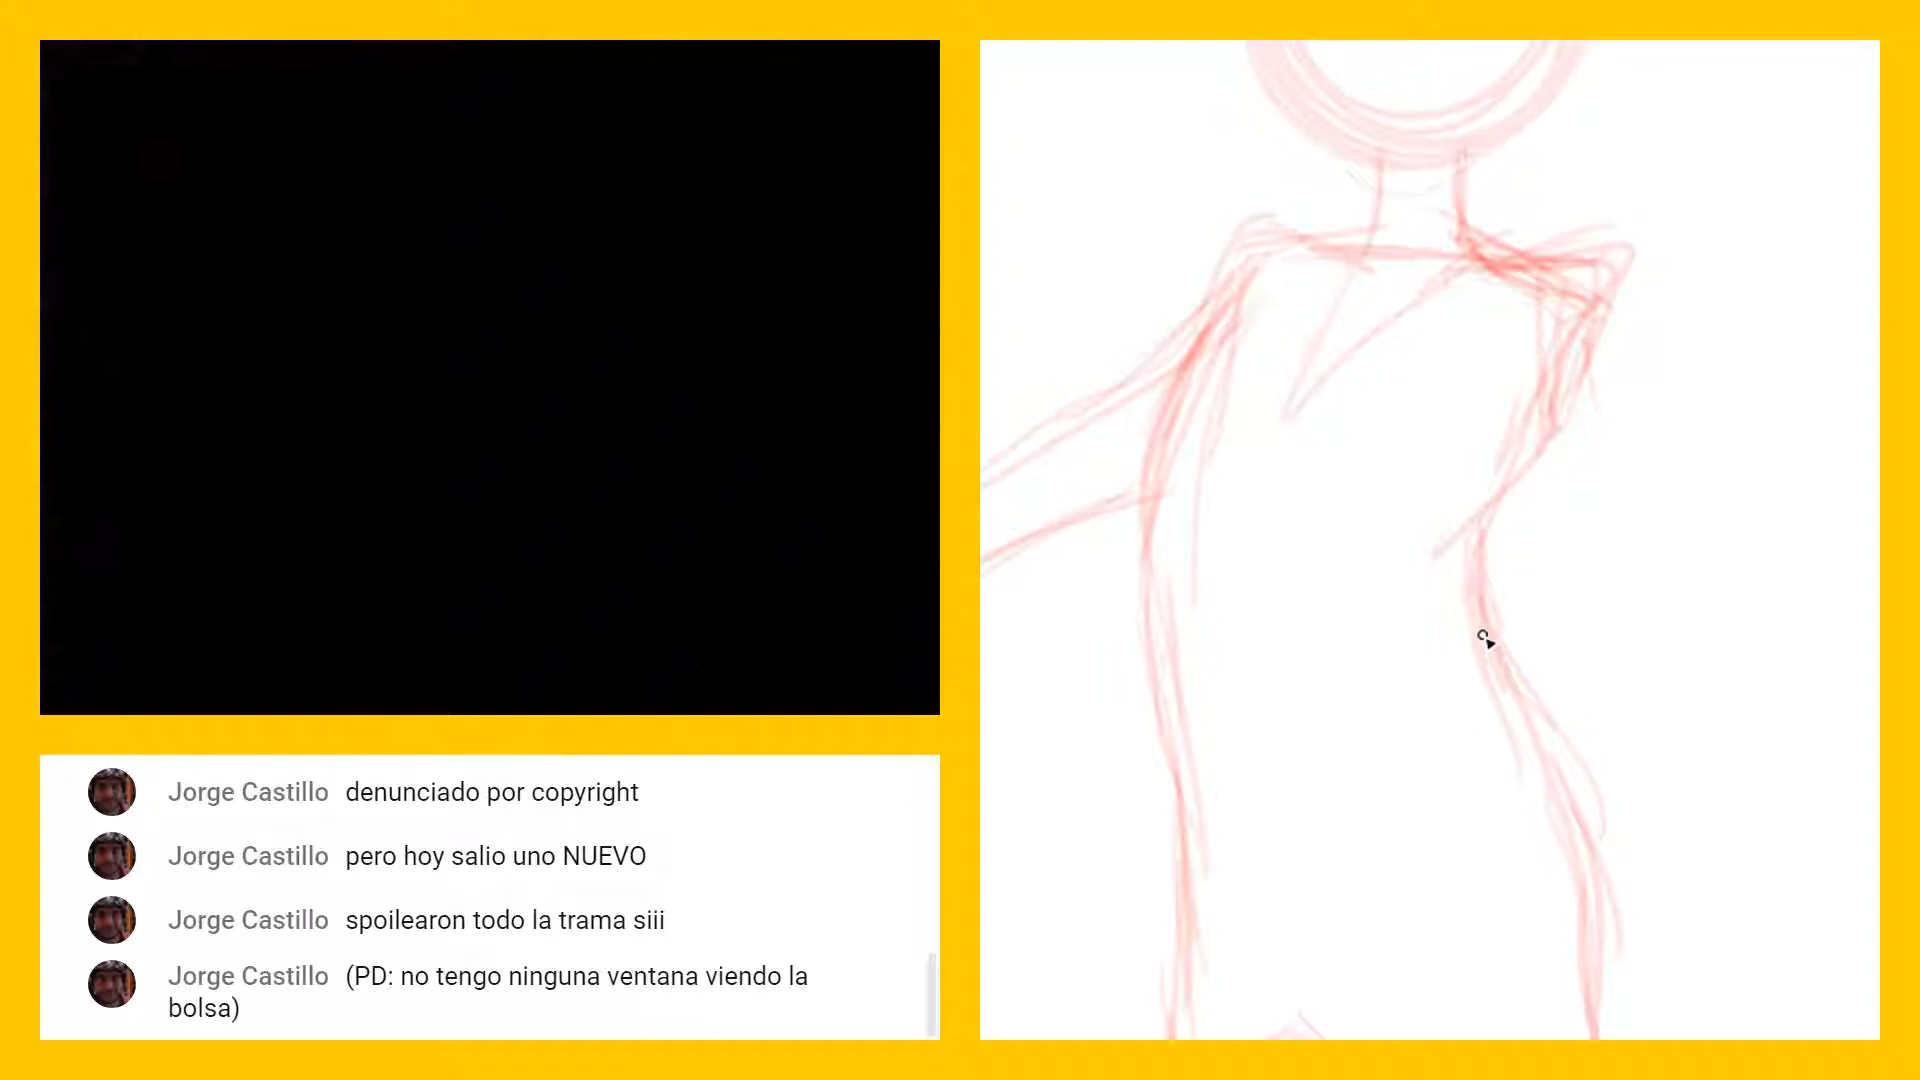 Jorge Castillo denunciado por copyright
Jorge Castillo pero hoy salio uno NUEVO
Jorge Castillo spoilearon todo la trama siii
Jorge Castillo (PD: no tengo ninguna ventana viendo la
bolsa)